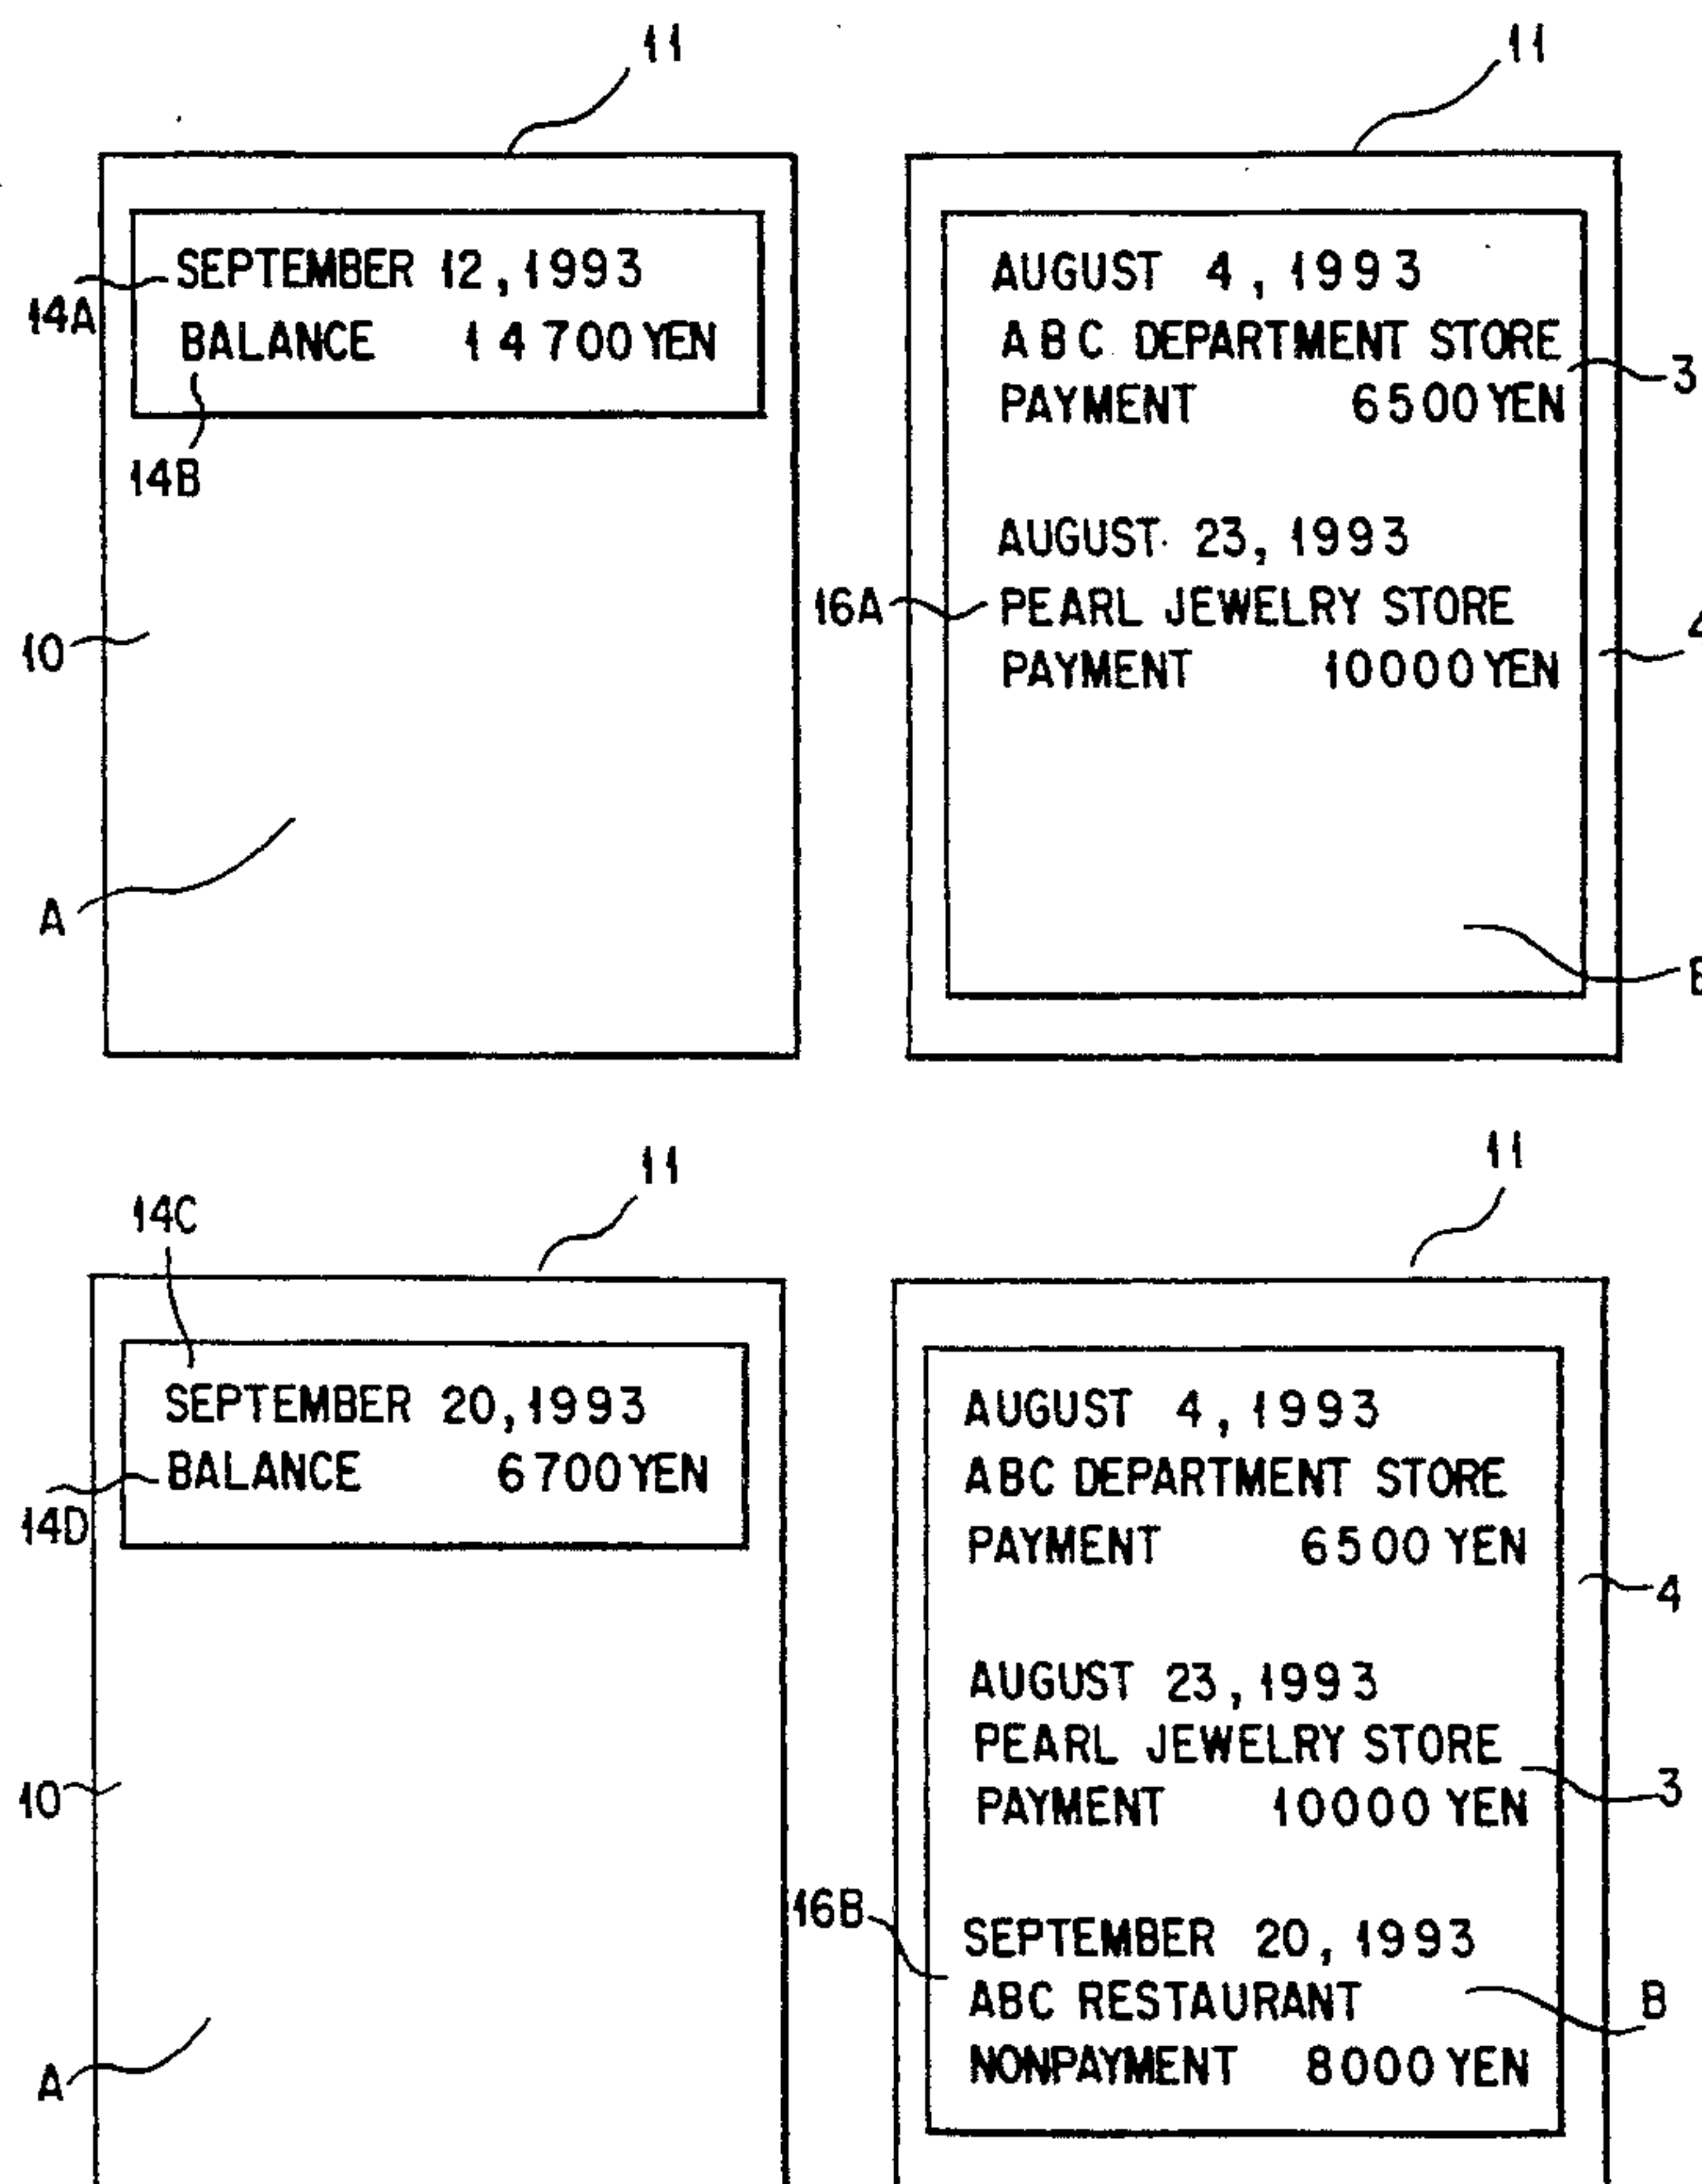 11
11
SEPTEMBER 12, 1993
14A
BALANCE 14700 YEN
14B
10
A
AUGUST 4, 1993
ABC DEPARTMENT STORE
3
PAYMENT 6500 YEN
AUGUST 23, 1993
16A
PEARL JEWELRY STORE
4
PAYMENT 10000 YEN
B
11
11
14C
SEPTEMBER 20, 1993
BALANCE 6700 YEN
14D
10
A
AUGUST 4, 1993
ABC DEPARTMENT STORE
PAYMENT 6500 YEN
4
AUGUST 23, 1993
PEARL JEWELRY STORE
3
PAYMENT 10000 YEN
16B
SEPTEMBER 20, 1993
ABC RESTAURANT
B
NONPAYMENT 8000 YEN